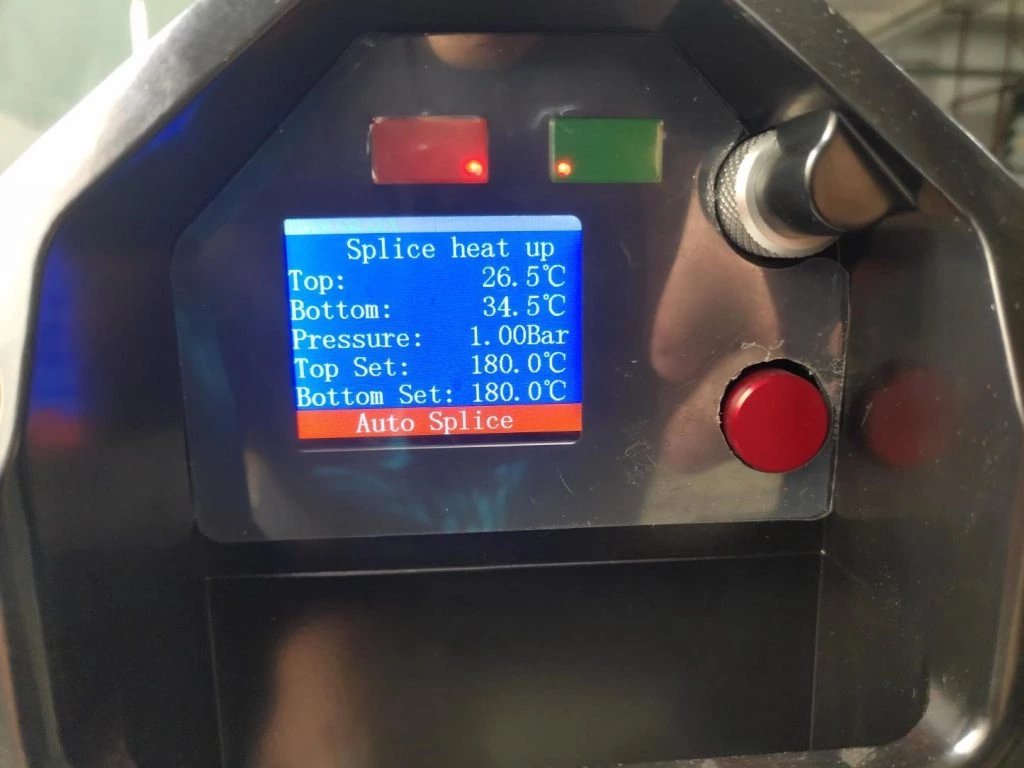 Splice heat up
Top: 26.5℃
Bottom: 34.5℃
Pressure: 1.00Bar
Top Set: 180.0℃
Bottom Set: 180.0℃
Auto Splice